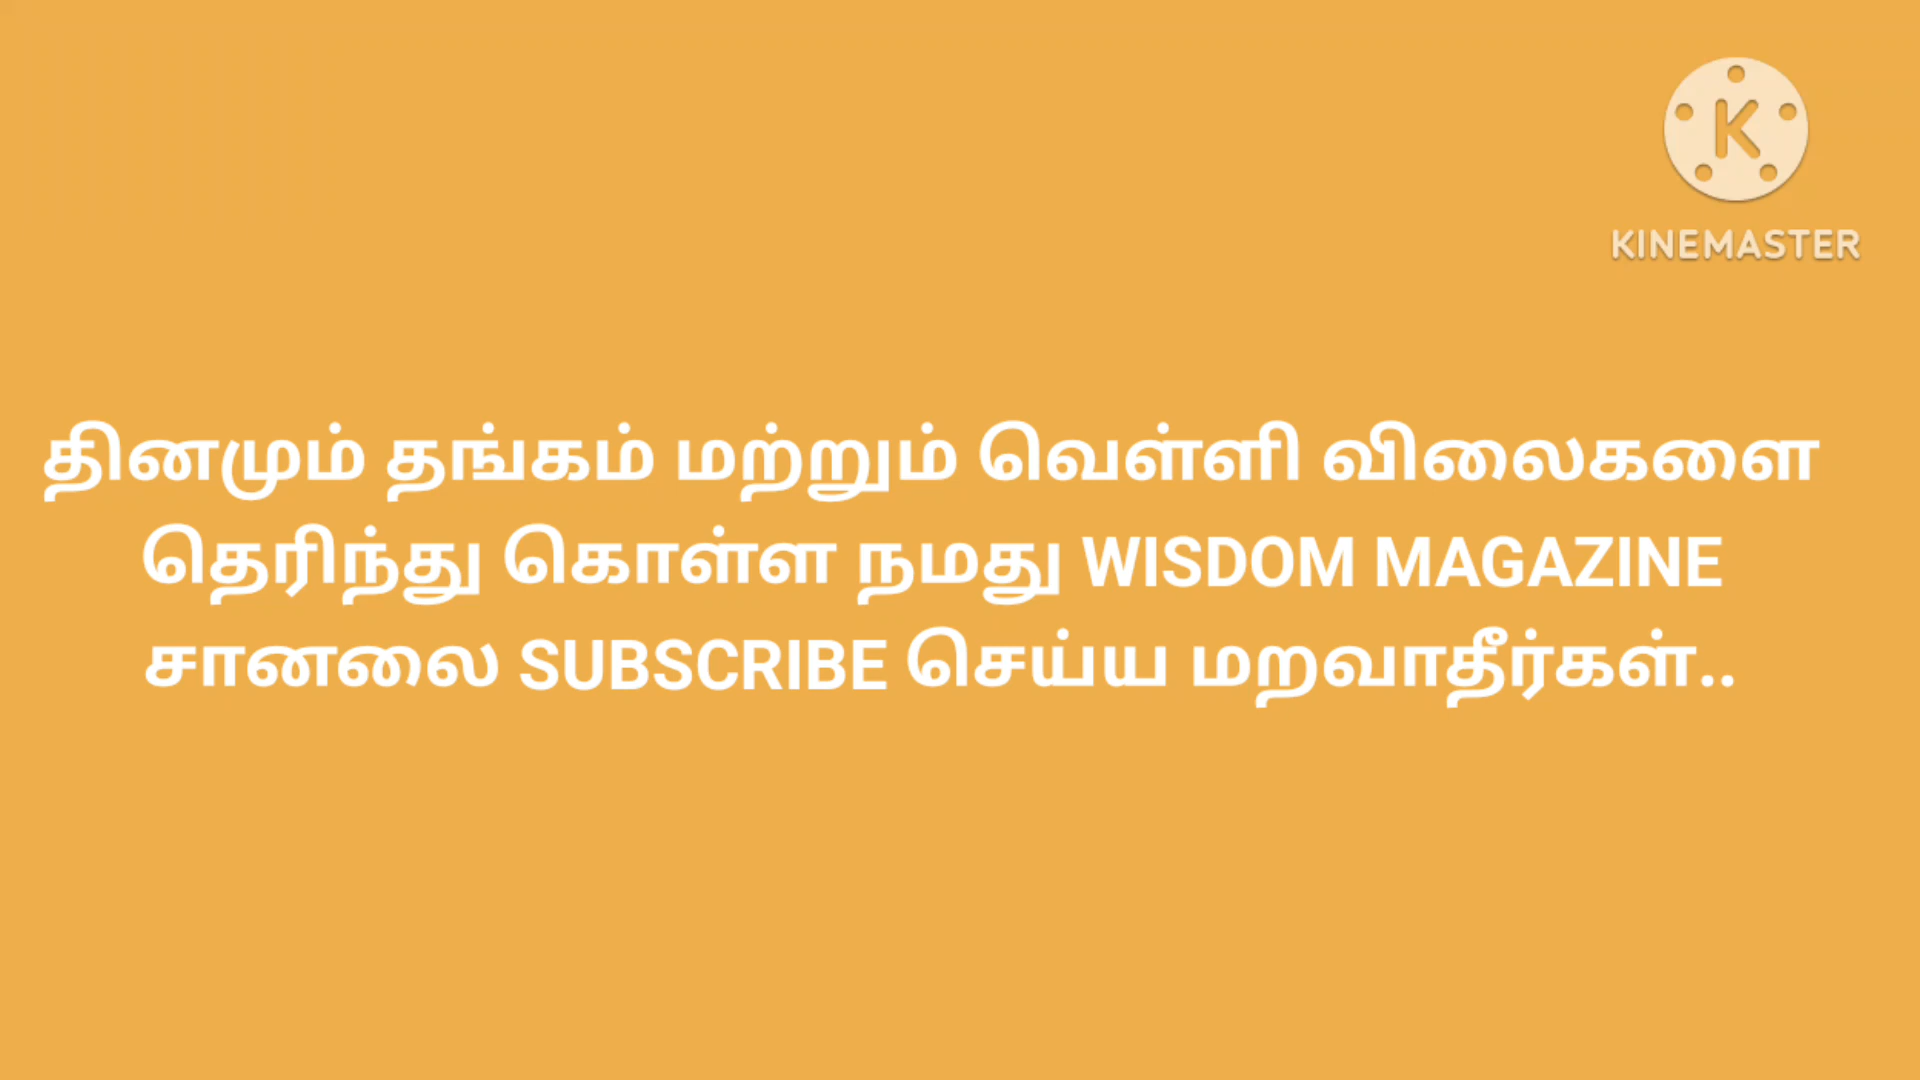 KINEMASTER
தினமும் தங்கம் மற்றும் வெள்ளி விலைகளை
தெரிந்து கொள்ள நமது WISDOM MAGAZINE
சானலை SUBSCRIBE செய்ய மறவாதீர்கள்..